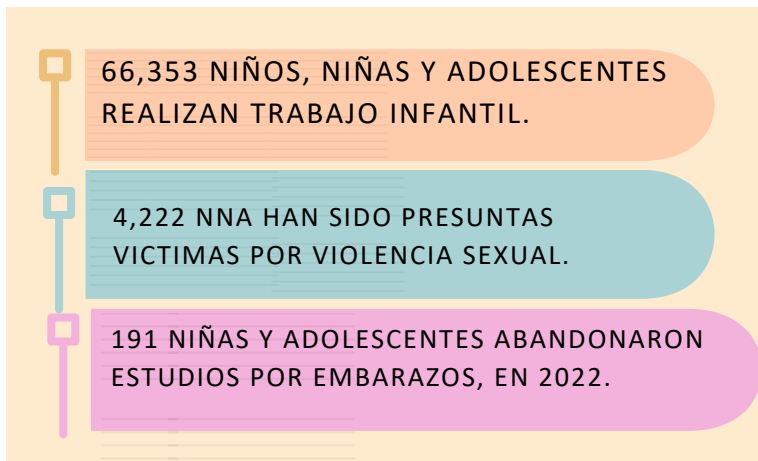 66,353 NIÑOS, NIÑAS Y ADOLESCENTES
REALIZAN TRABAJO INFANTIL.
4,222 NNA HAN SIDO PRESUNTAS
VICTIMAS POR VIOLENCIA SEXUAL.
191 NIÑAS Y ADOLESCENTES ABANDONARON
ESTUDIOS POR EMBARAZOS, EN 2022.